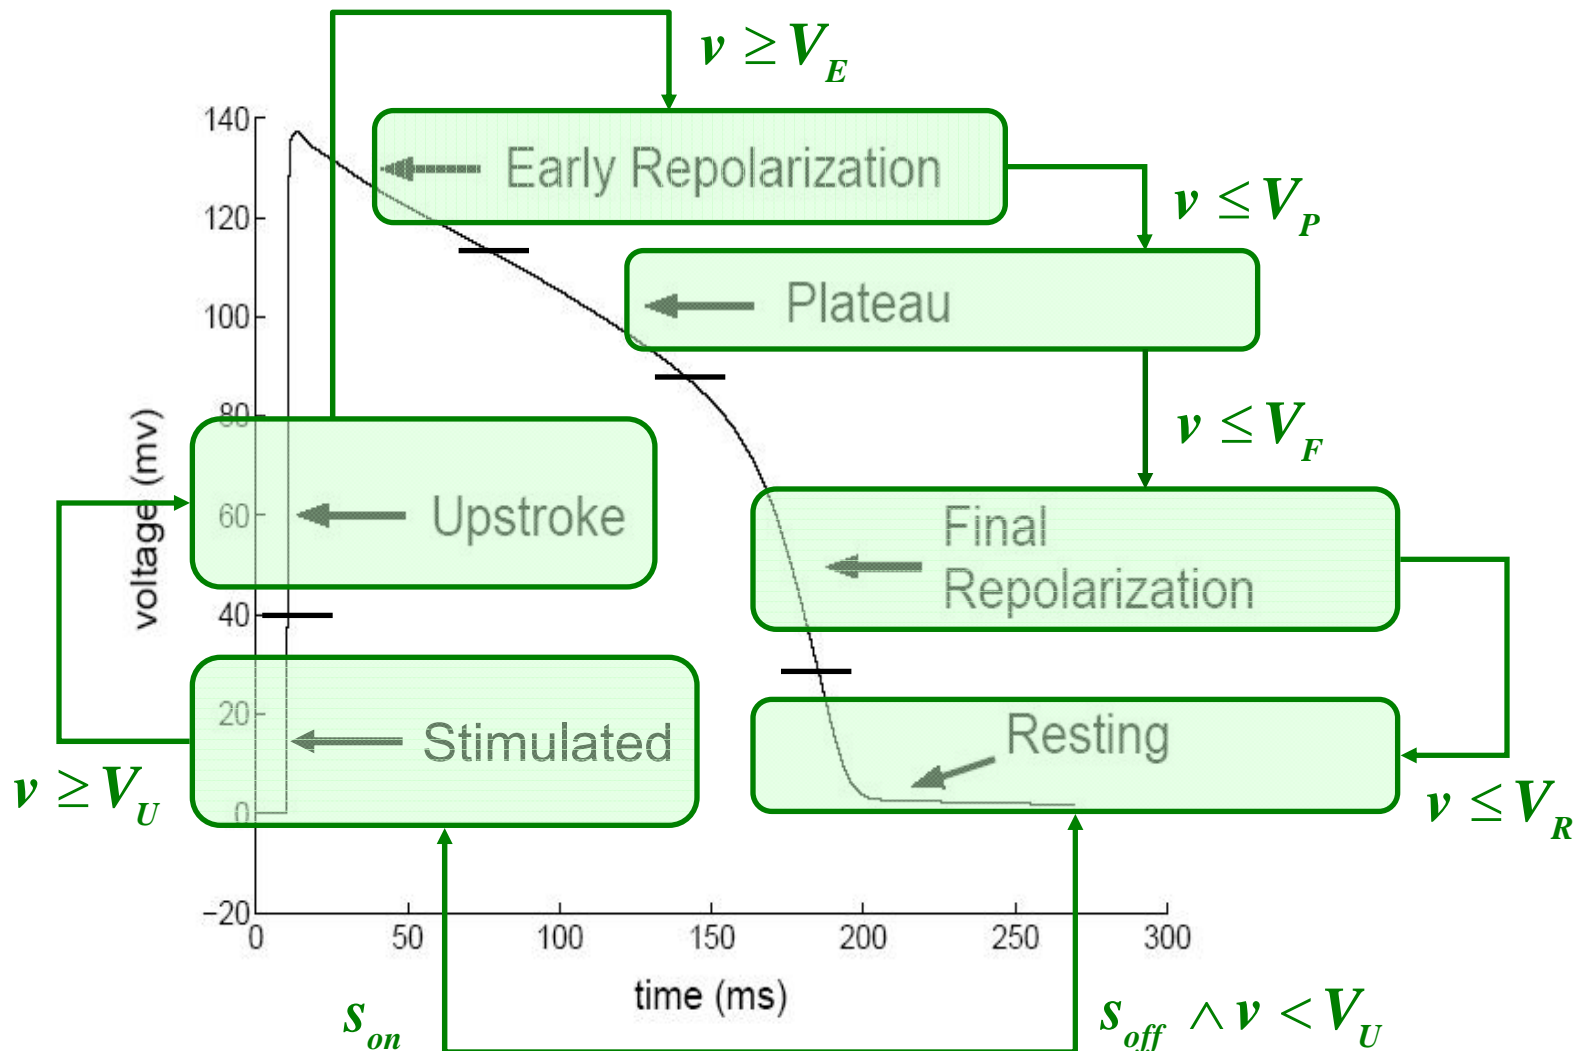 v ≥ V_E
140
Early Repolarization
120
v ≤ V_P
100
Plateau
80
v ≤ V_F
voltage (mv)
60
Upstroke
Final
Repolarization
40
20
Stimulated
Resting
v ≥ V_U
0
v ≤ V_R
−20
0 50 100 150 200 250 300
time (ms)
s_on
s_off ∧ v < V_U